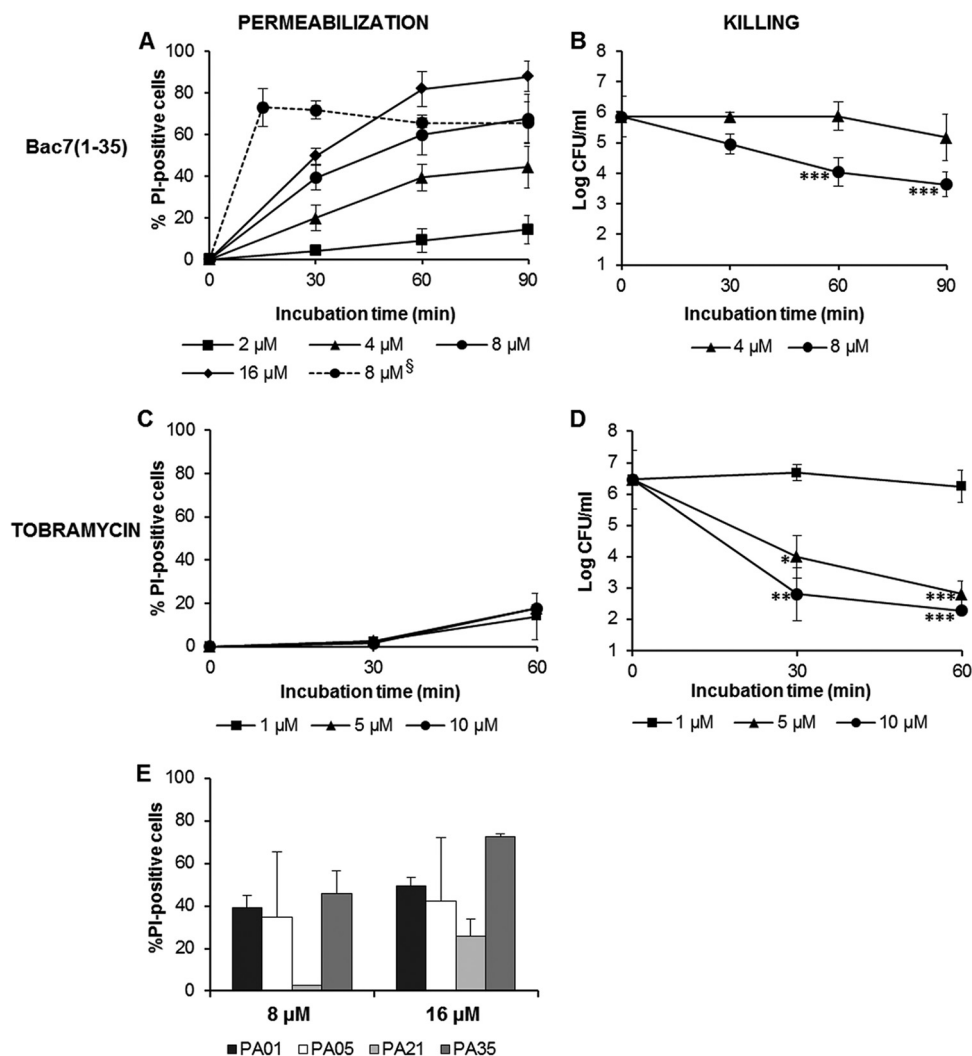 PERMEABILIZATION KILLING
A
% PI-positive cells
100
80
60
40
20
0
0 30 60 90
Incubation time (min)
2 µM 4 µM 8 µM
16 µM 8 µM§
Bac7(1-35)
B
Log CFU/ml
8
7
6
5
4
3
2
1
*** ***
0 30 60 90
Incubation time (min)
4 µM 8 µM
TOBRAMYCIN
C
% PI-positive cells
100
80
60
40
20
0
0 30 60
Incubation time (min)
1 µM 5 µM 10 µM
D
Log CFU/ml
8
7
6
5
4
3
2
1
* ***
** ***
0 30 60
Incubation time (min)
1 µM 5 µM 10 µM
E
%PI-positive cells
100
80
60
40
20
0
8 µM 16 µM
PA01 PA05 PA21 PA35